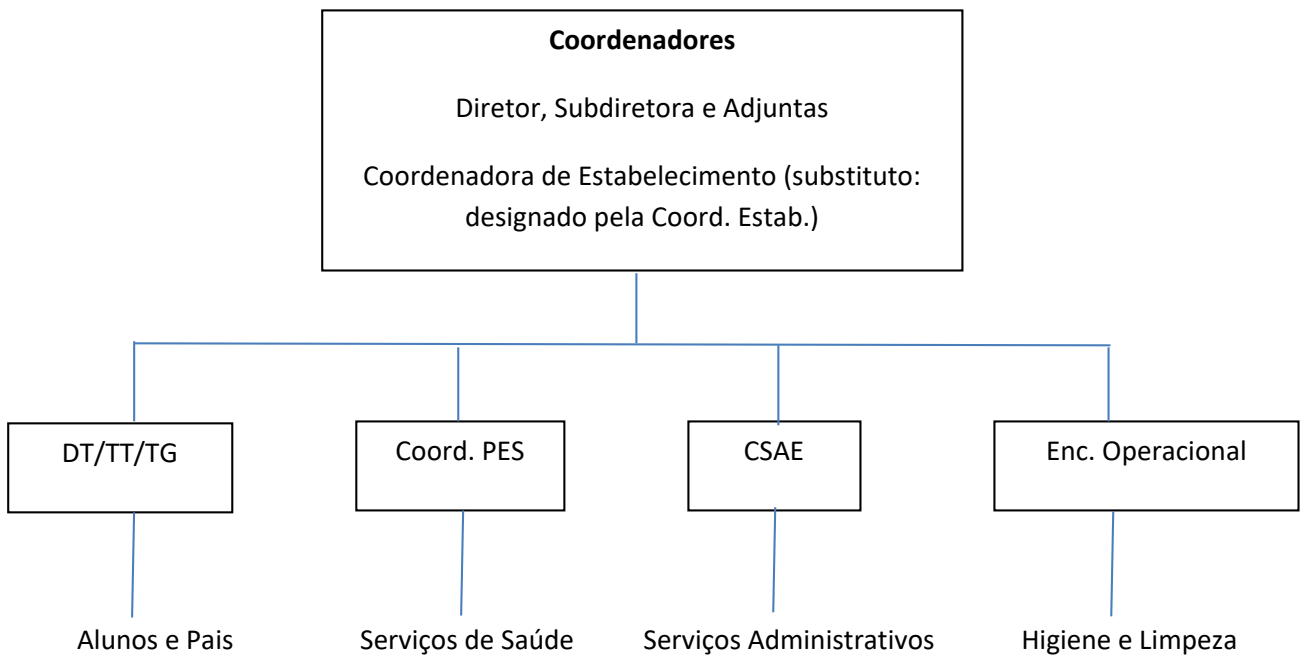 Coordenadores
Diretor, Subdiretora e Adjuntas
Coordenadora de Estabelecimento (substituto:
designado pela Coord. Estab.)
DT/TT/TG
Coord. PES
CSAE
Enc. Operacional
Alunos e Pais
Serviços de Saúde
Serviços Administrativos
Higiene e Limpeza